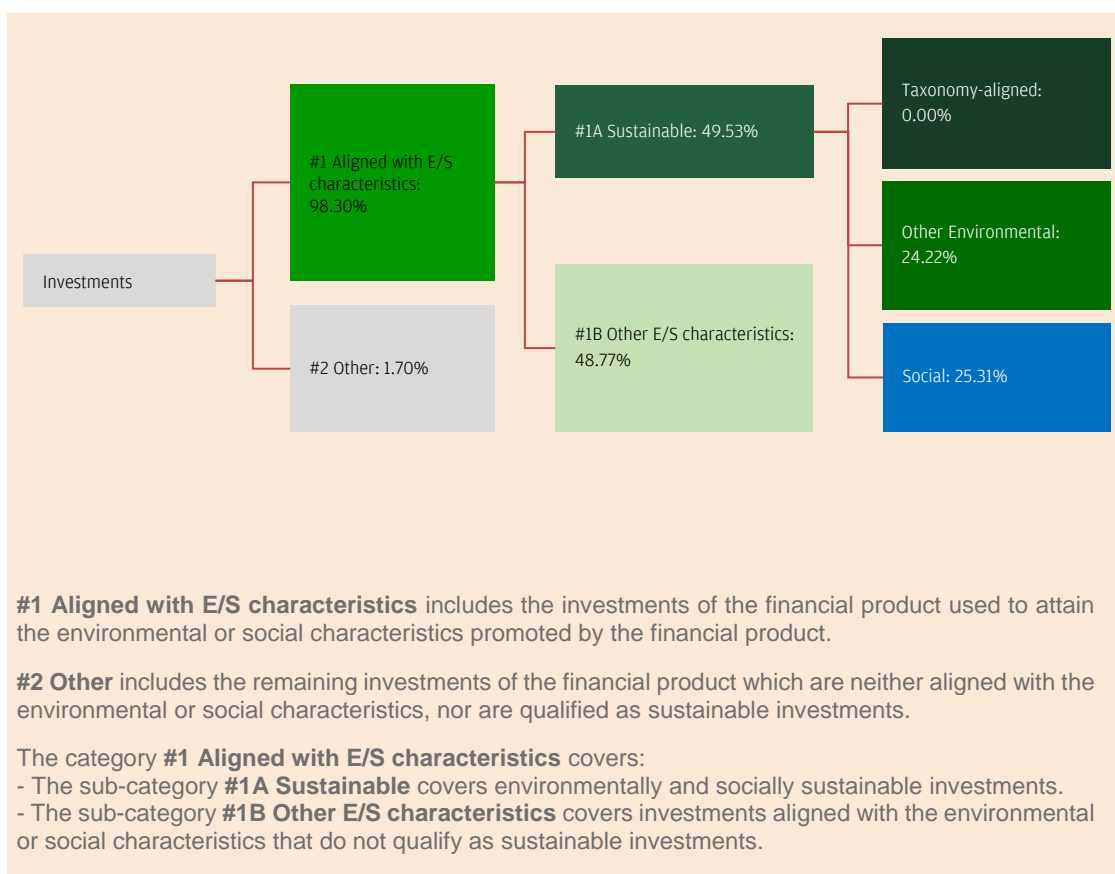 Investments
#1 Aligned with E/S
characteristics:
98.30%
#2 Other: 1.70%
#1A Sustainable: 49.53%
#1B Other E/S characteristics:
48.77%
Taxonomy-aligned:
0.00%
Other Environmental:
24.22%
Social: 25.31%
#1 Aligned with E/S characteristics includes the investments of the financial product used to attain
the environmental or social characteristics promoted by the financial product.
#2 Other includes the remaining investments of the financial product which are neither aligned with the
environmental or social characteristics, nor are qualified as sustainable investments.
The category #1 Aligned with E/S characteristics covers:
- The sub-category #1A Sustainable covers environmentally and socially sustainable investments.
- The sub-category #1B Other E/S characteristics covers investments aligned with the environmental
or social characteristics that do not qualify as sustainable investments.